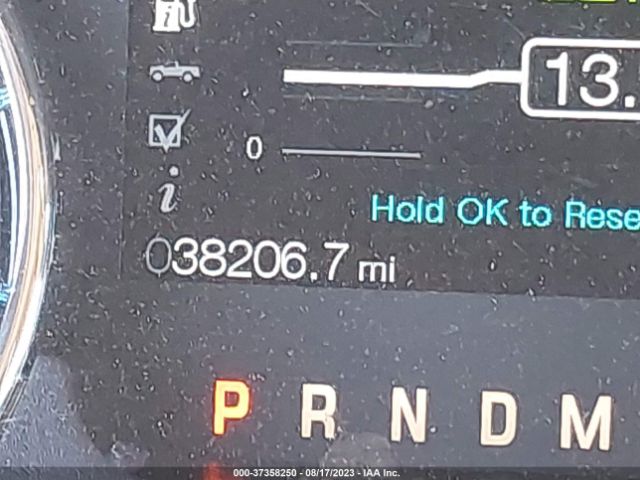 13.
0
Hold OK to Rese
038206.7 mi
P R N D M
000-37358250 - 08/17/2023 - IAA Inc.